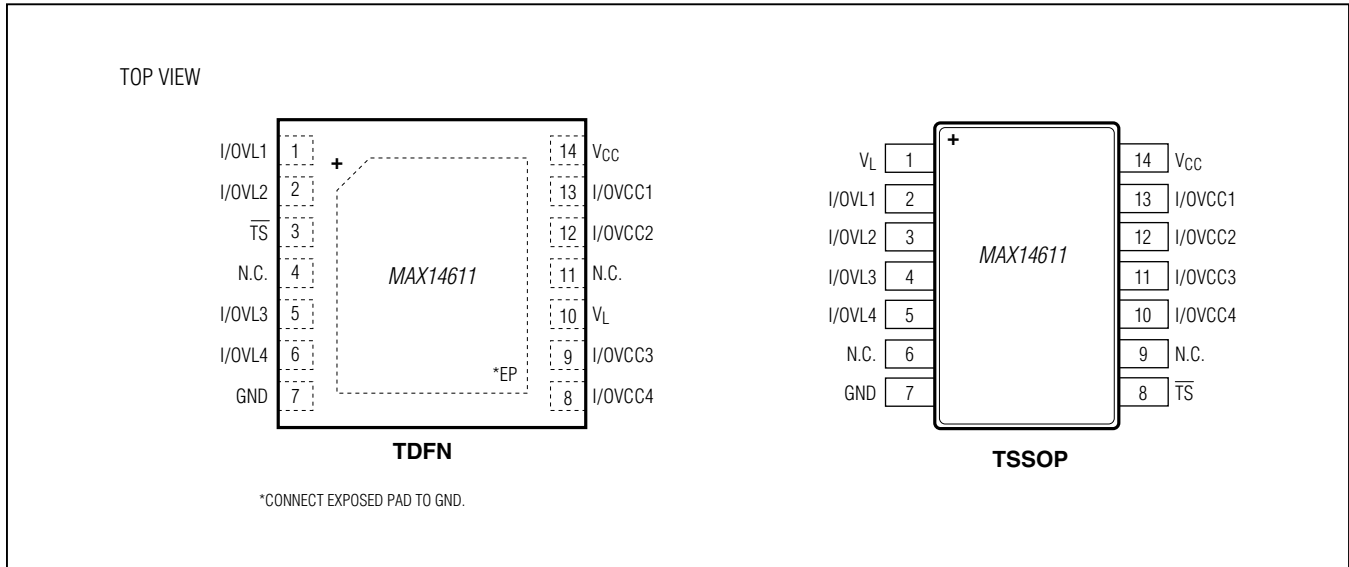 TOP VIEW
I/OVL1 1
I/OVL2 2
TS 3
N.C. 4
I/OVL3 5
I/OVL4 6
GND 7
+
MAX14611
*EP
14 VCC
13 I/OVCC1
12 I/OVCC2
11 N.C.
10 VL
9 I/OVCC3
8 I/OVCC4
TDFN
*CONNECT EXPOSED PAD TO GND.
VL 1
I/OVL1 2
I/OVL2 3
I/OVL3 4
I/OVL4 5
N.C. 6
GND 7
+
MAX14611
14 VCC
13 I/OVCC1
12 I/OVCC2
11 I/OVCC3
10 I/OVCC4
9 N.C.
8 TS
TSSOP